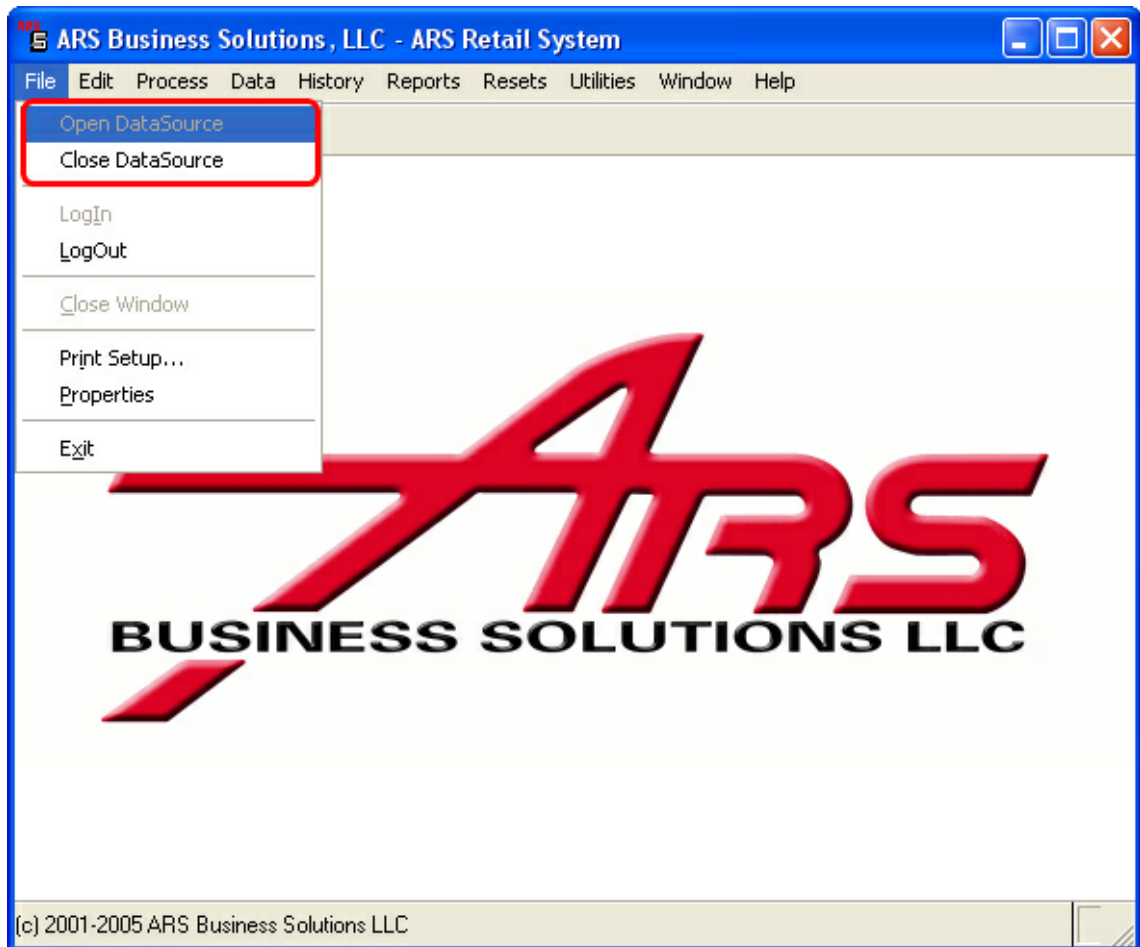 ARS
ARS Business Solutions, LLC - ARS Retail System
File Edit Process Data History Reports Resets Utilities Window Help
Open DataSource
Close DataSource
LogIn
LogOut
Close Window
Print Setup...
Properties
Exit
ARS
BUSINESS SOLUTIONS LLC
(c) 2001-2005 ARS Business Solutions LLC